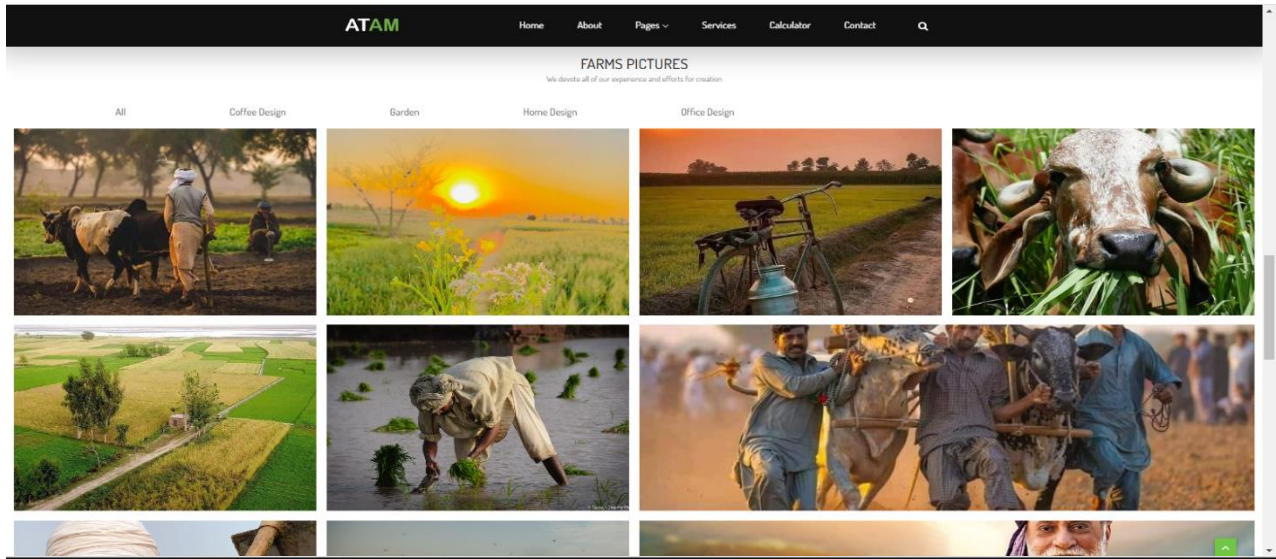 ATAM
Home About Pages Services Calculator Contact
FARMS PICTURES
We devote all of our experience and efforts for creation
All Coffee Design Garden Home Design Office Design